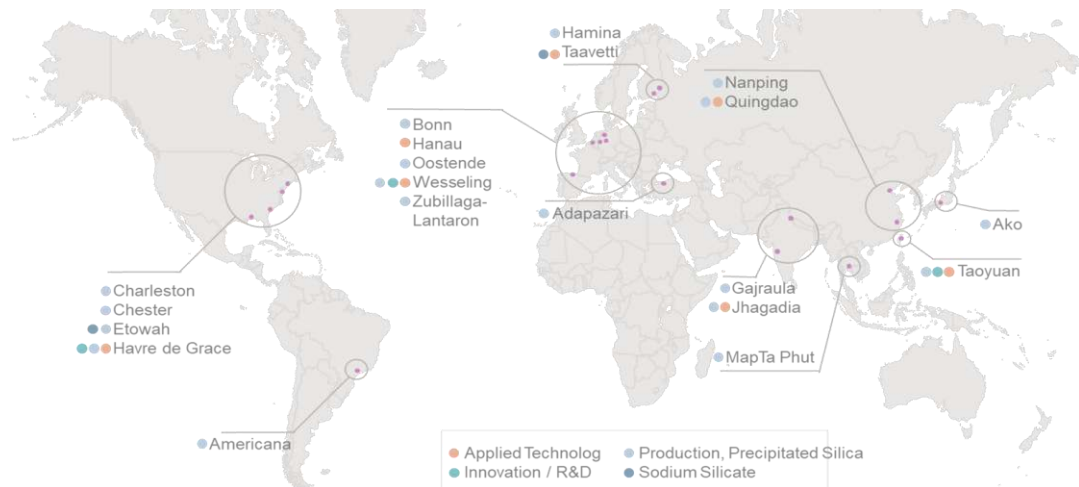 Hamina
Taavetti
Nanping
Quingdao
Bonn
Hanau
Oostende
Wesseling
Zubillaga-
Lantaron
Adapazari
Ako
Taoyuan
Gajraula
Jhagadia
MapTa Phut
Charleston
Chester
Etowah
Havre de Grace
Americana
Applied Technolog
Production, Precipitated Silica
Innovation / R&D
Sodium Silicate